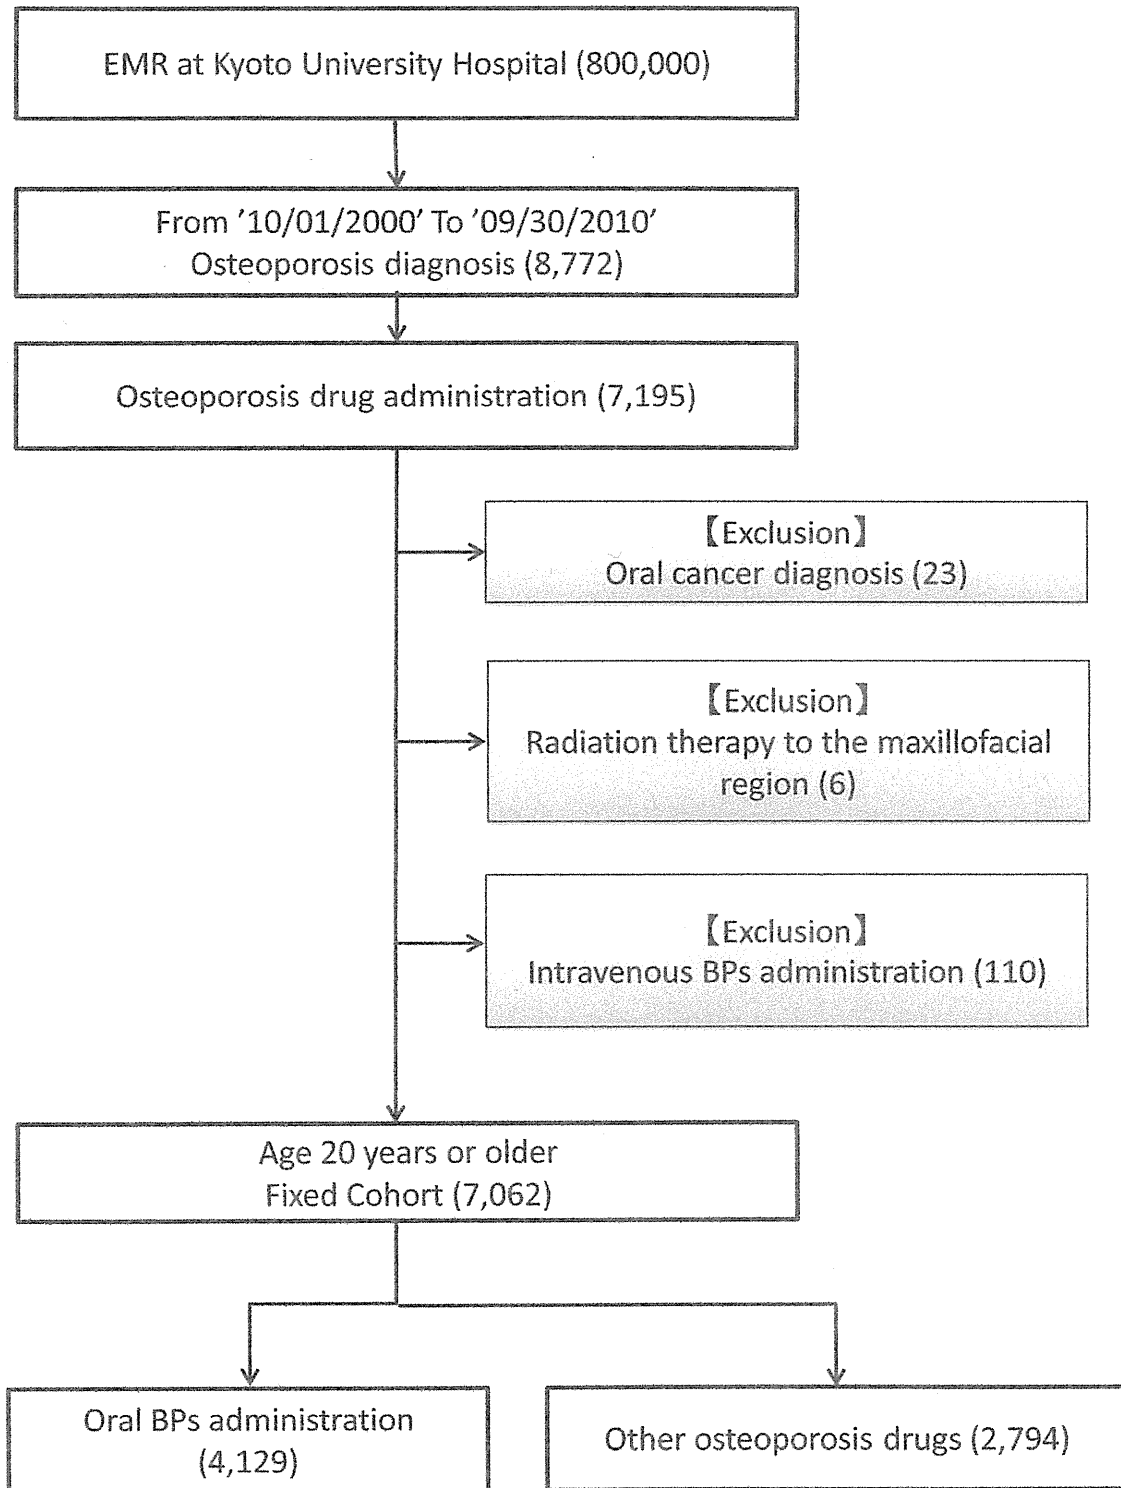 EMR at Kyoto University Hospital (800,000)
From '10/01/2000' To '09/30/2010'
Osteoporosis diagnosis (8,772)
Osteoporosis drug administration (7,195)
【Exclusion】
Oral cancer diagnosis (23)
【Exclusion】
Radiation therapy to the maxillofacial
region (6)
【Exclusion】
Intravenous BPs administration (110)
Age 20 years or older
Fixed Cohort (7,062)
Oral BPs administration
(4,129)
Other osteoporosis drugs (2,794)